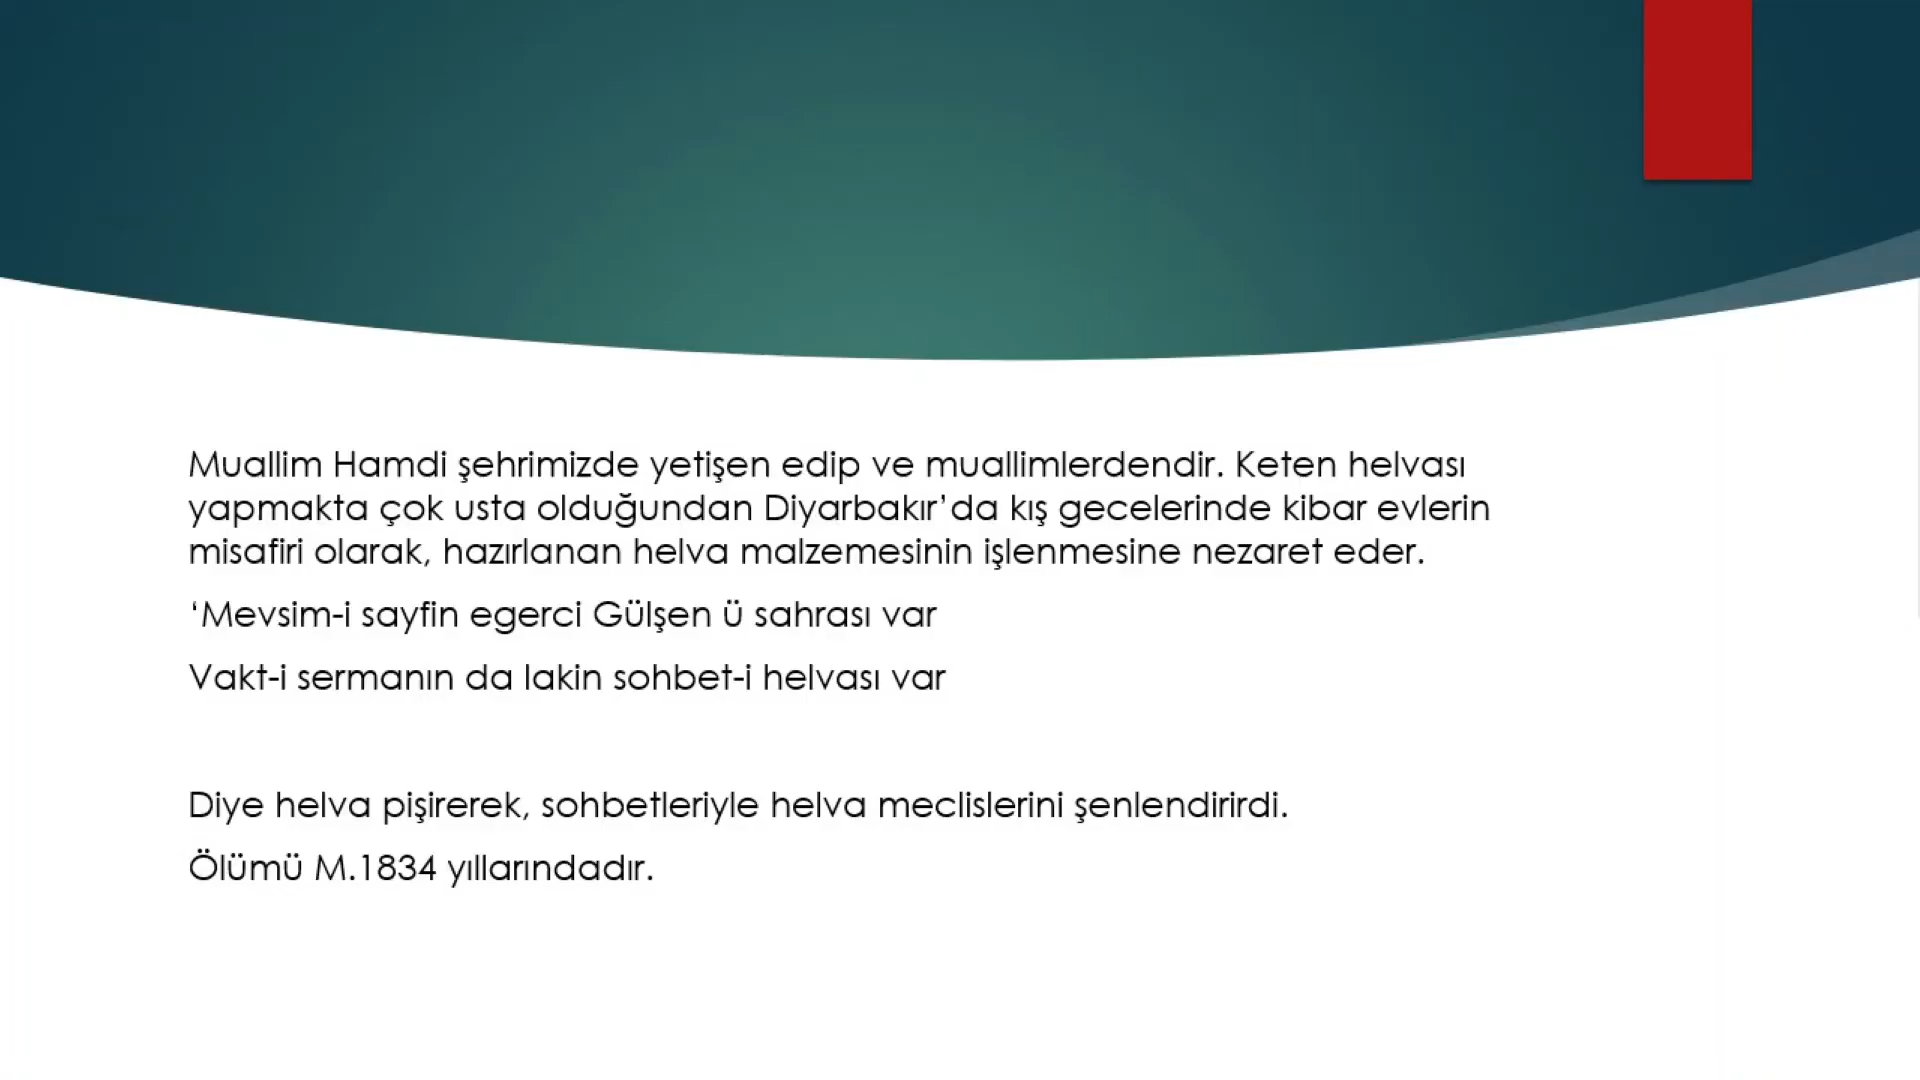 Muallim Hamdi şehrimizde yetişen edip ve muallimlerdendir. Keten helvası
yapmakta çok usta olduğundan Diyarbakır’da kış gecelerinde kibar evlerin
misafiri olarak, hazırlanan helva malzemesinin işlenmesine nezaret eder.
‘Mevsim-i sayfin egerci Gülşen ü sahrası var
Vakt-i sermanın da lakin sohbet-i helvası var
Diye helva pişirerek, sohbetleriyle helva meclislerini şenlendirirdi.
Ölümü M.1834 yıllarındadır.